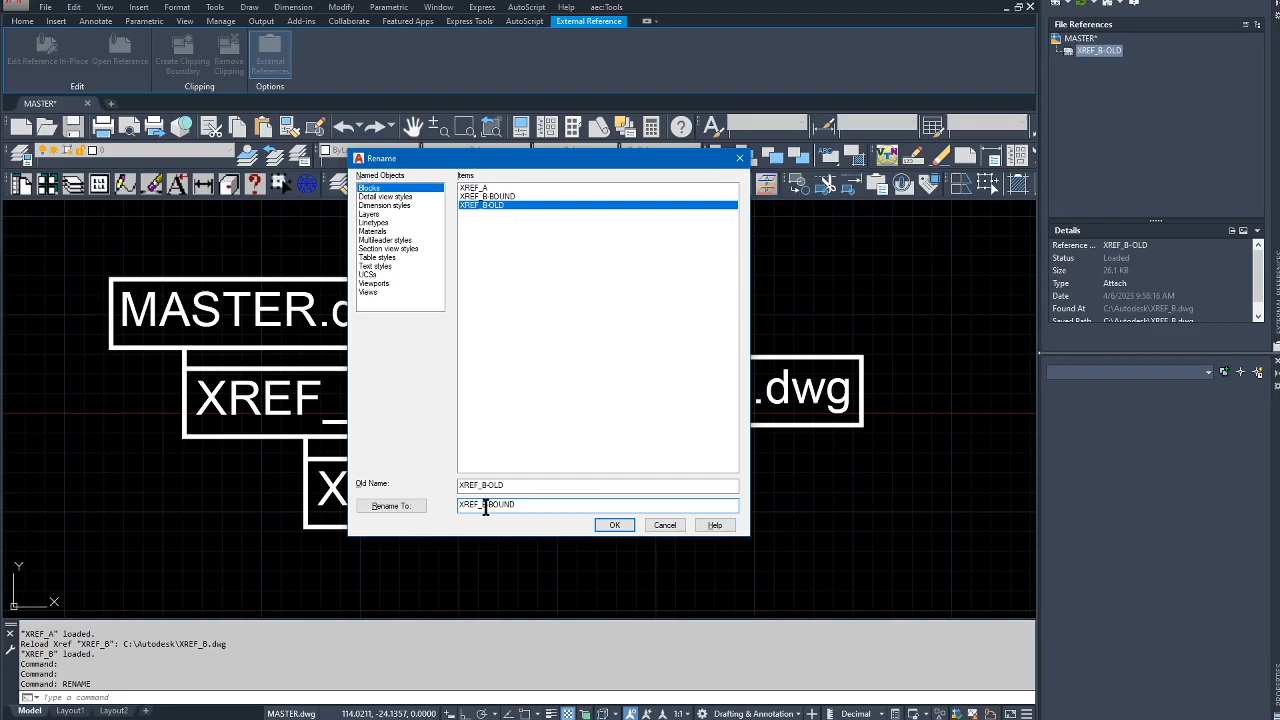 File Edit View Insert Format Tools Draw Dimensions Modify Parametric Window Express AutoScript aec:Tools
Home Insert Annotate Parametric View Manage Output Add-ins Collaborate Featured Apps Express Tools AutoScript External Reference
Edit Reference In-Place Open Reference Create Clipping Boundary Remove Clipping External References
Edit Clipping Options
MASTER*
0
Rename
Named Objects Items
Blocks
Detail view styles
Dimension styles
Layers
Linetypes
Materials
Multileader styles
Section view styles
Table styles
Text styles
UCSs
Viewports
Views
XREF_A
XREF_B-BOUND
XREF_B-OLD
Old Name: XREF_B-OLD
Rename To: XREF_B-BOUND
OK Cancel Help
MASTER.d
XREF_ .dwg
X
Y
X
File References
MASTER*
XREF_B-OLD
Details
Reference ... XREF_B-OLD
Status Loaded
Size 26.1 KB
Type Attach
Date 4/6/2023 9:58:16 AM
Found At C:\Autodesk\XREF_B.dwg
Saved Path C:\Autodesk\XREF_B.dwg
"XREF_A" loaded.
Reload Xref "XREF_B": C:\Autodesk\XREF_B.dwg
"XREF_B" loaded.
Command:
Command:
Command: RENAME
Type a command
Model Layout1 Layout2
MASTER.dwg 114.0211, -24.1357, 0.0000 1:1 Drafting & Annotation Decimal